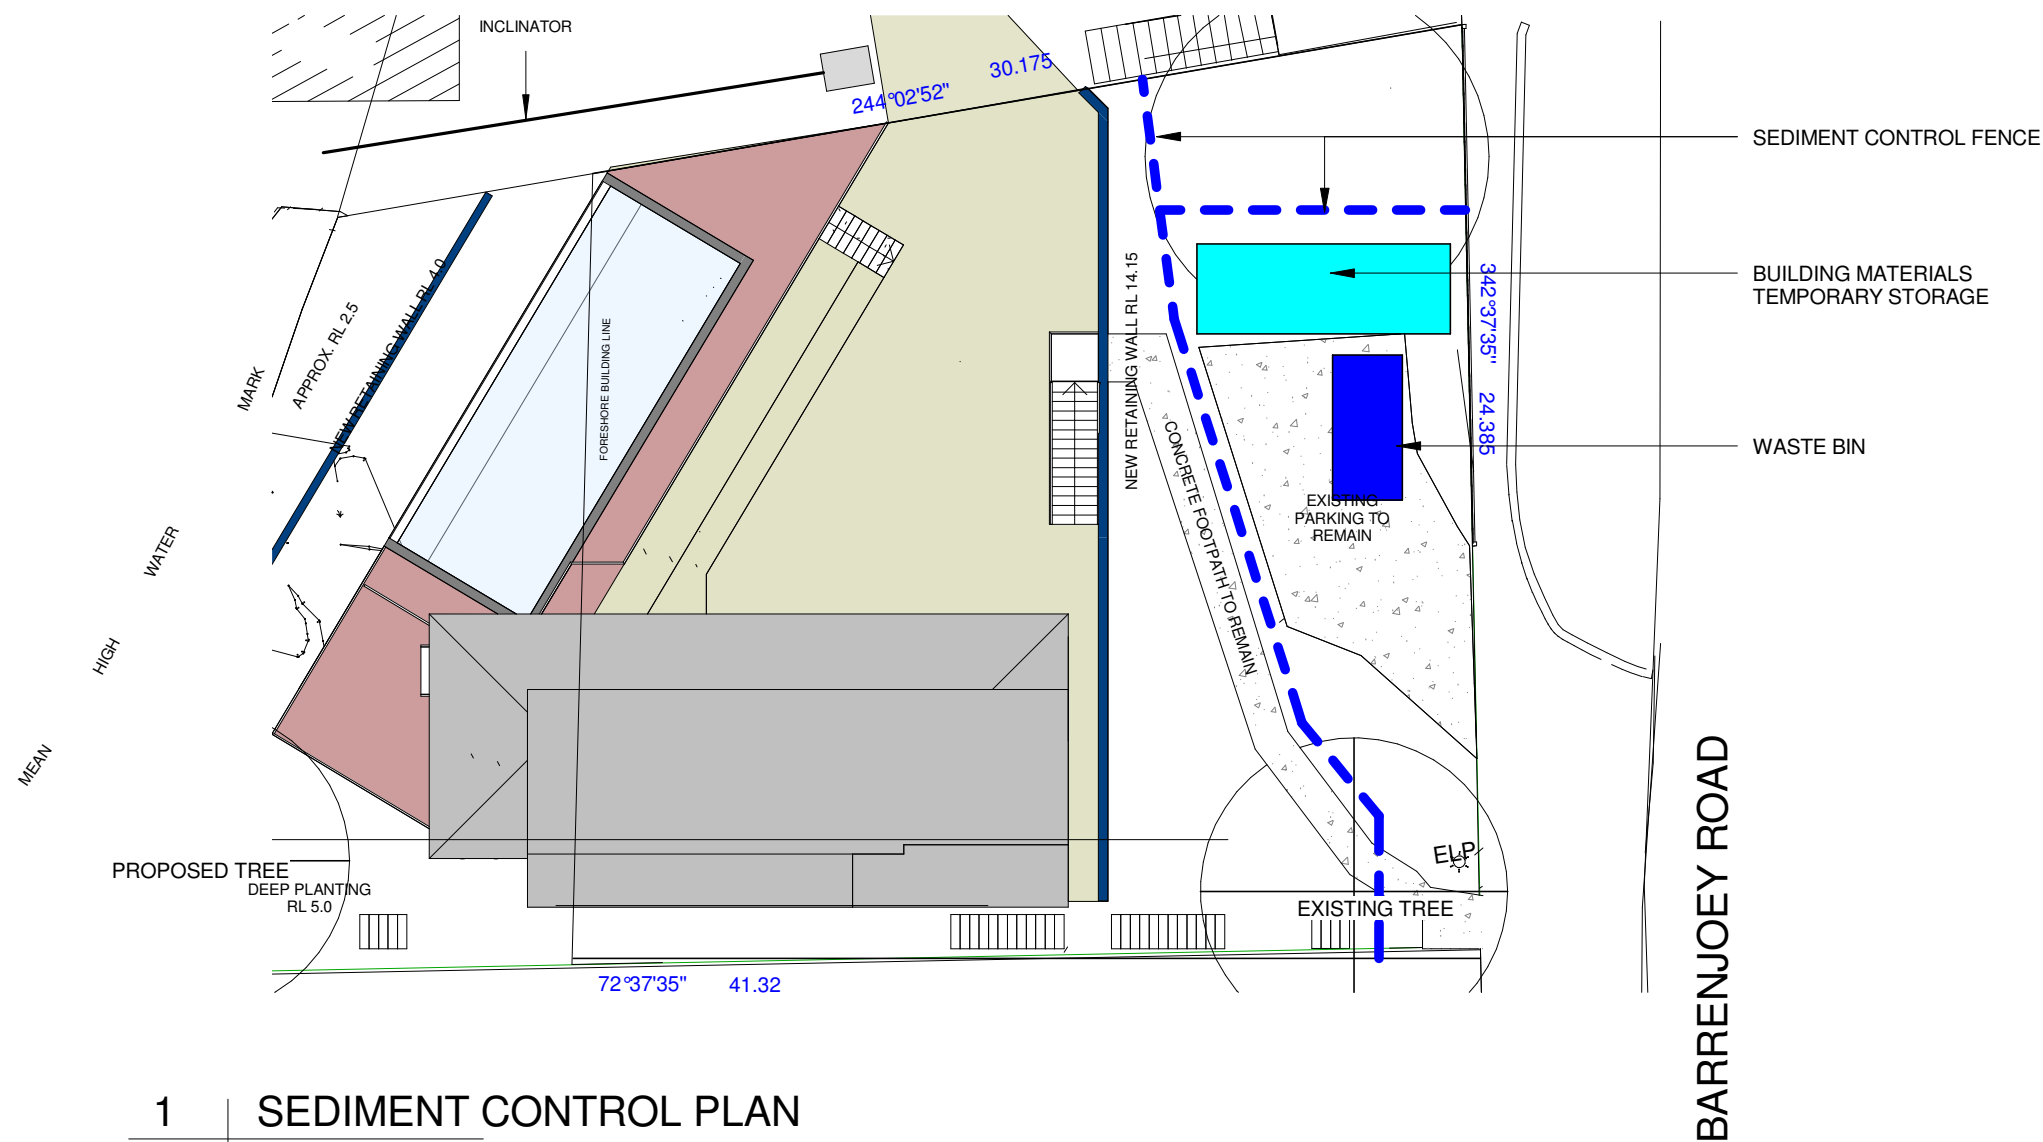 INCLINATOR
244°02'52" 30.175
SEDIMENT CONTROL FENCE
BUILDING MATERIALS
TEMPORARY STORAGE
342°37'35" 24.385
WASTE BIN
NEW RETAINING WALL RL 14.15
NEW RETAINING WALL RL 4.0
APPROX. RL 2.5
FORESHORE BUILDING LINE
CONCRETE FOOTPATH TO REMAIN
EXISTING
PARKING TO
REMAIN
MEAN HIGH WATER MARK
PROPOSED TREE
DEEP PLANTING
RL 5.0
ELP
EXISTING TREE
72°37'35" 41.32
BARRENJOEY ROAD
1 SEDIMENT CONTROL PLAN